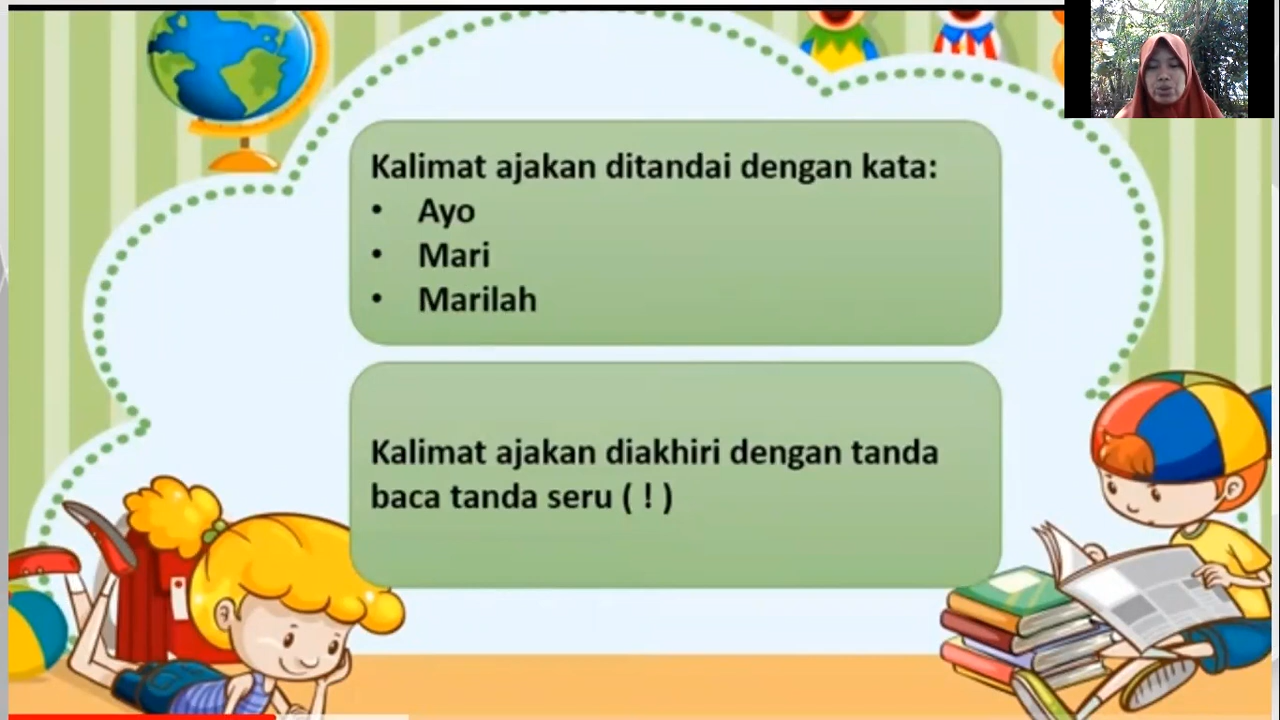 Kalimat ajakan ditandai dengan kata:
• Ayo
• Mari
• Marilah
Kalimat ajakan diakhiri dengan tanda
baca tanda seru ( ! )